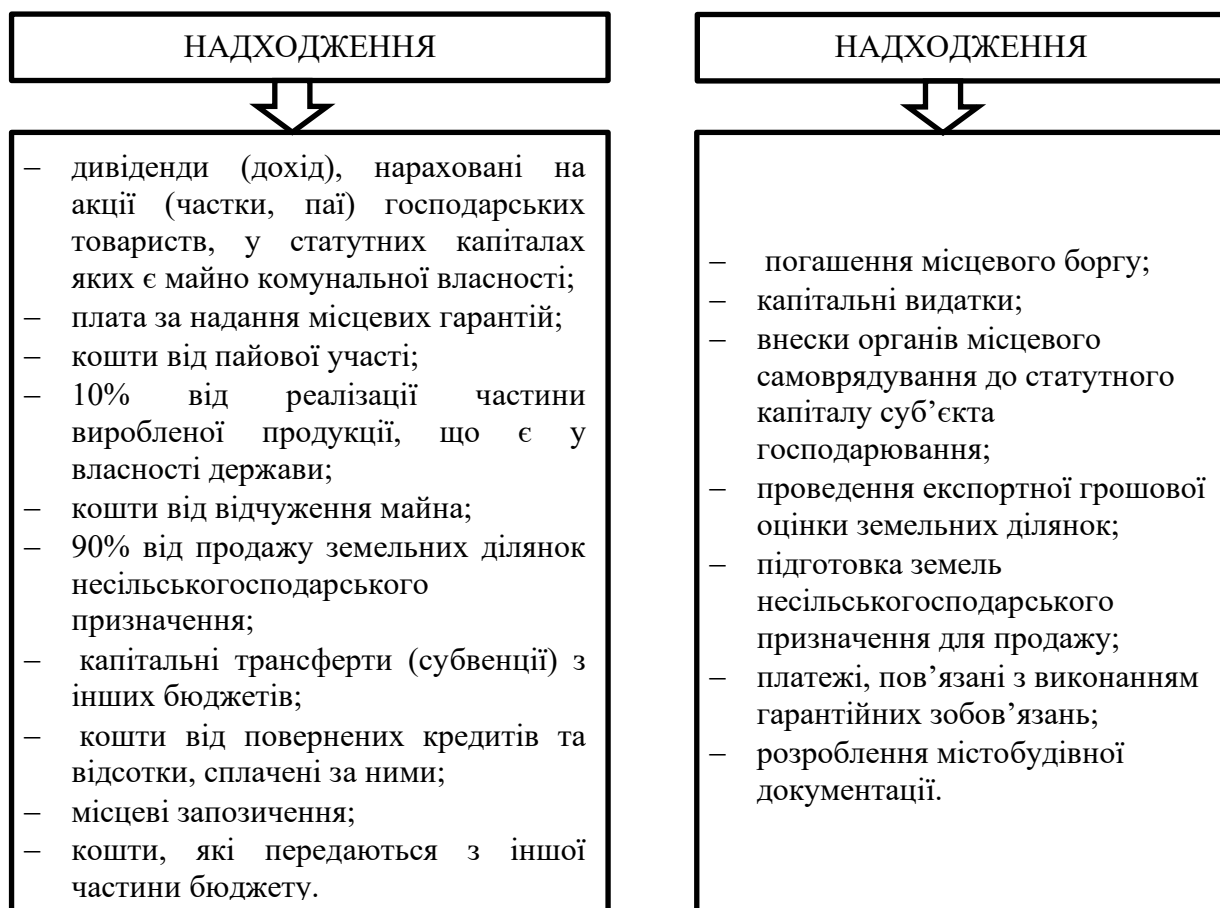 НАДХОДЖЕННЯ
– дивіденди (дохід), нараховані на
акції (частки, паї) господарських
товариств, у статутних капіталах
яких є майно комунальної власності;
– плата за надання місцевих гарантій;
– кошти від пайової участі;
– 10% від реалізації частини
виробленої продукції, що є у
власності держави;
– кошти від відчуження майна;
– 90% від продажу земельних ділянок
несільськогосподарського
призначення;
– капітальні трансферти (субвенції) з
інших бюджетів;
– кошти від повернених кредитів та
відсотки, сплачені за ними;
– місцеві запозичення;
– кошти, які передаються з іншої
частини бюджету.
НАДХОДЖЕННЯ
– погашення місцевого боргу;
– капітальні видатки;
– внески органів місцевого
самоврядування до статутного
капіталу суб’єкта
господарювання;
– проведення експортної грошової
оцінки земельних ділянок;
– підготовка земель
несільськогосподарського
призначення для продажу;
– платежі, пов’язані з виконанням
гарантійних зобов’язань;
– розроблення містобудівної
документації.